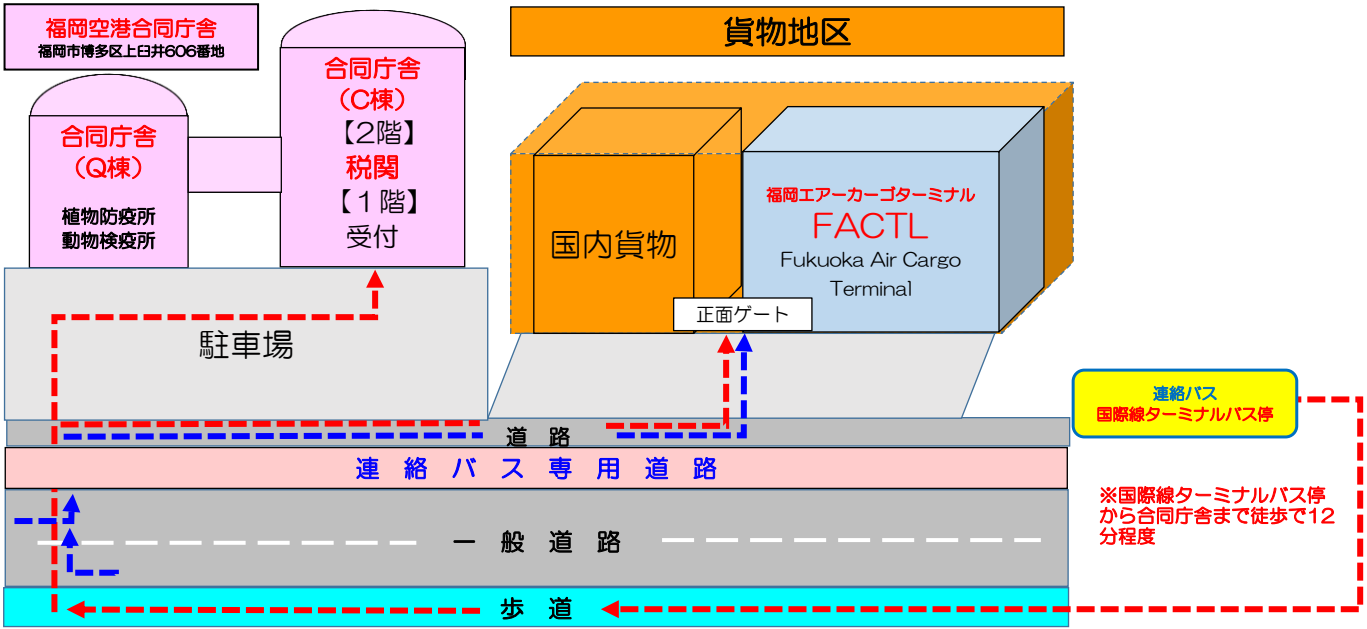 福岡空港合同庁舎
福岡市博多区上臼井606番地
合同庁舎
（Q棟）
植物防疫所
動物検疫所
合同庁舎
（C棟）
【２階】
税関
【１階】
受付
駐車場
貨物地区
国内貨物
福岡エアーカーゴターミナル
FACTL
Fukuoka Air Cargo
Terminal
正面ゲート
連絡バス
国際線ターミナルバス停
※国際線ターミナルバス停
から合同庁舎まで徒歩で12
分程度
道路
連絡バス専用道路
一般道路
歩道